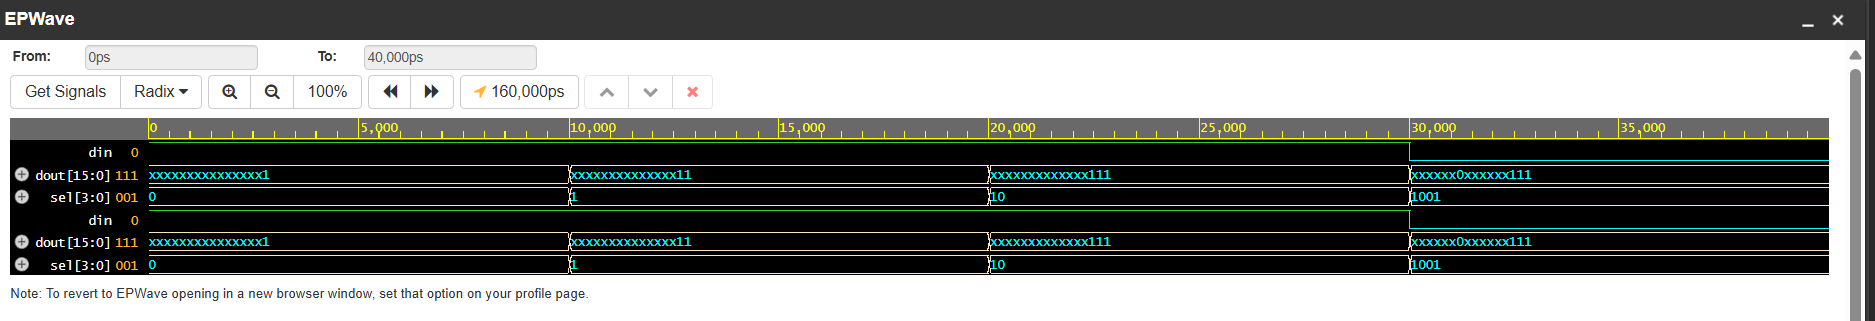 EPWave
From: 0ps To: 40,000ps
Get Signals Radix 100% 160,000ps
0 5,000 10,000 15,000 20,000 25,000 30,000 35,000
din 0
dout[15:0] 111 xxxxxxxxxxxxxxx1 xxxxxxxxxxxxxx11 xxxxxxxxxxxxx111 xxxxxx0xxxxxx111
sel[3:0] 001 0 1 10 1001
din 0
dout[15:0] 111 xxxxxxxxxxxxxxx1 xxxxxxxxxxxxxx11 xxxxxxxxxxxxx111 xxxxxx0xxxxxx111
sel[3:0] 001 0 1 10 1001
Note: To revert to EPWave opening in a new browser window, set that option on your profile page.